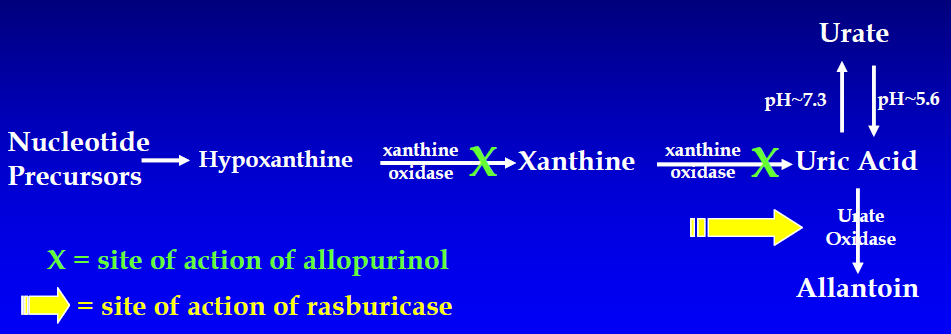 Urate
pH~7.3
pH~5.6
Nucleotide
Precursors
Hypoxanthine
xanthine
oxidase
X
Xanthine
xanthine
oxidase
X
Uric Acid
Urate
Oxidase
Allantoin
X = site of action of allopurinol
= site of action of rasburicase